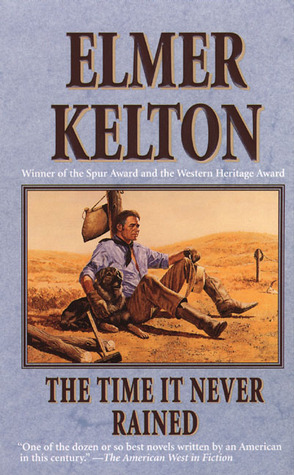 ELMER
KELTON
Winner of the Spur Award and the Western Heritage Award
THE TIME IT NEVER
RAINED
"One of the dozen or so best novels written by an American
in this century." —The American West in Fiction